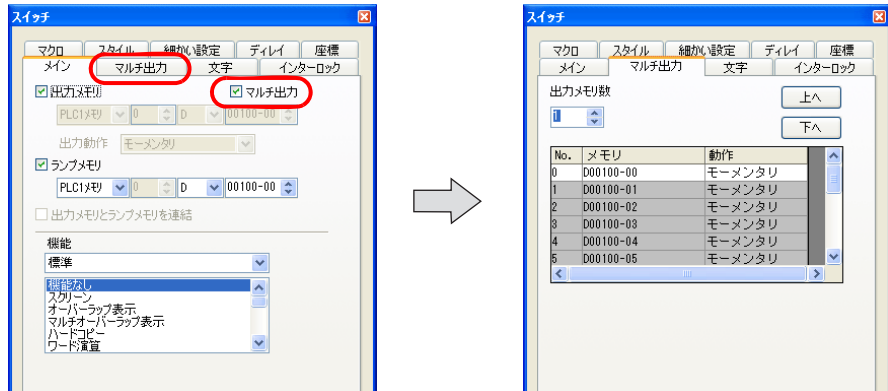 スイッチ
マクロ スタイル 細かい設定 ディレイ 座標
メイン マルチ出力 文字 インターロック
出力メモリ マルチ出力
PLC1メモリ 0 D 00100-00
出力動作 モーメンタリ
ランプメモリ
PLC1メモリ 0 D 00100-00
出力メモリとランプメモリを連結
機能
標準
機能なし
スクリーン
オーバーラップ表示
マルチオーバーラップ表示
ハードコピー
ワード演算
スイッチ
マクロ スタイル 細かい設定 ディレイ 座標
メイン マルチ出力 文字 インターロック
出力メモリ数
1
上へ
下へ
No. メモリ 動作
0 D00100-00 モーメンタリ
1 D00100-01 モーメンタリ
2 D00100-02 モーメンタリ
3 D00100-03 モーメンタリ
4 D00100-04 モーメンタリ
5 D00100-05 モーメンタリ